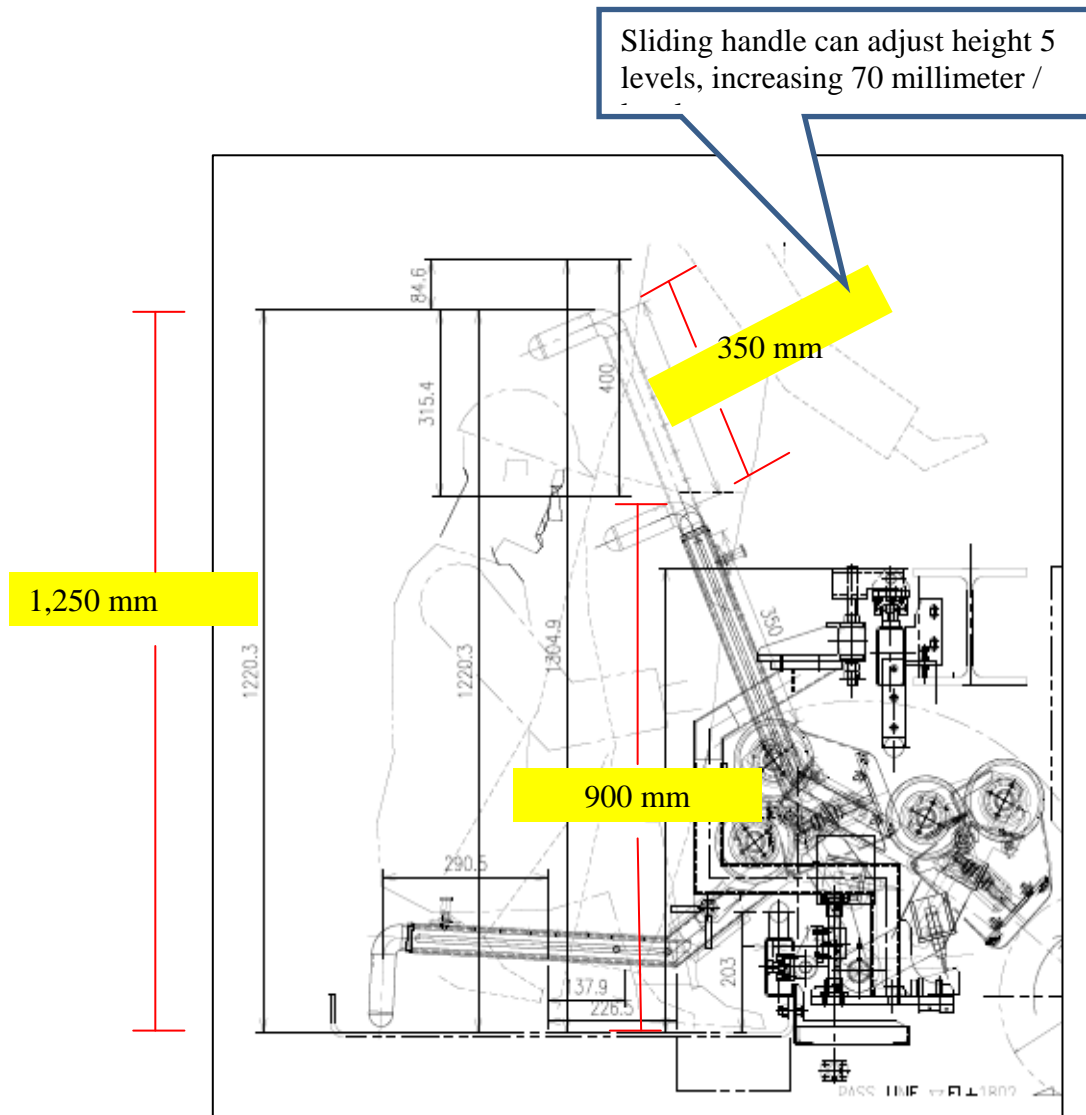 Sliding handle can adjust height 5
levels, increasing 70 millimeter /
84.6
350 mm
400
315.4
1,250 mm
350
1220.3
1220.3
1304.9
900 mm
290.5
203
137.9
226.5
PASS LINE ▽ FL+1802